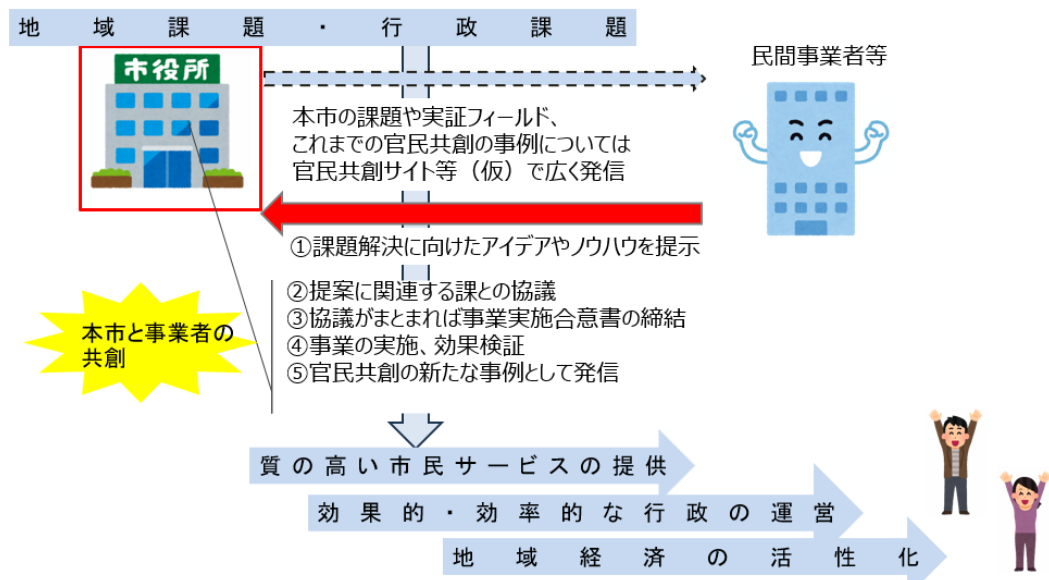 地域課題・行政課題
市役所
民間事業者等
本市の課題や実証フィールド、
これまでの官民共創の事例については
官民共創サイト等（仮）で広く発信
①課題解決に向けたアイデアやノウハウを提示
②提案に関連する課との協議
③協議がまとまれば事業実施合意書の締結
④事業の実施、効果検証
⑤官民共創の新たな事例として発信
本市と事業者の
共創
質の高い市民サービスの提供
効果的・効率的な行政の運営
地域経済の活性化